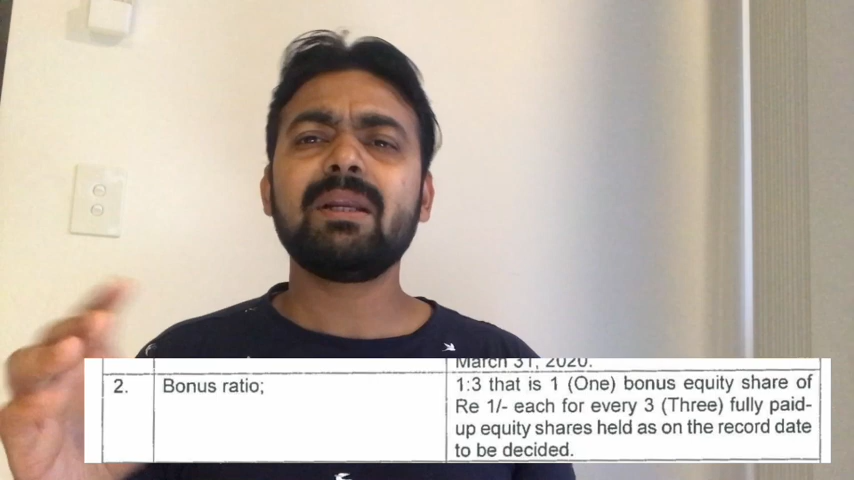 March 31, 2020.
2. Bonus ratio; 1:3 that is 1 (One) bonus equity share of
Re 1/- each for every 3 (Three) fully paid-
up equity shares held as on the record date
to be decided.